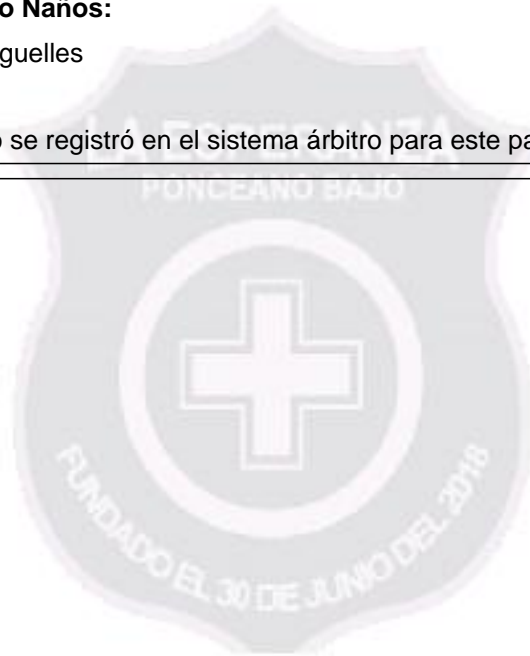 o Naños:
guelles
se registró en el sistema árbitro para este
LA ESPERANZA
PONCEANO BAJO
FUNDADO EL 30 DE JUNIO DEL 2018